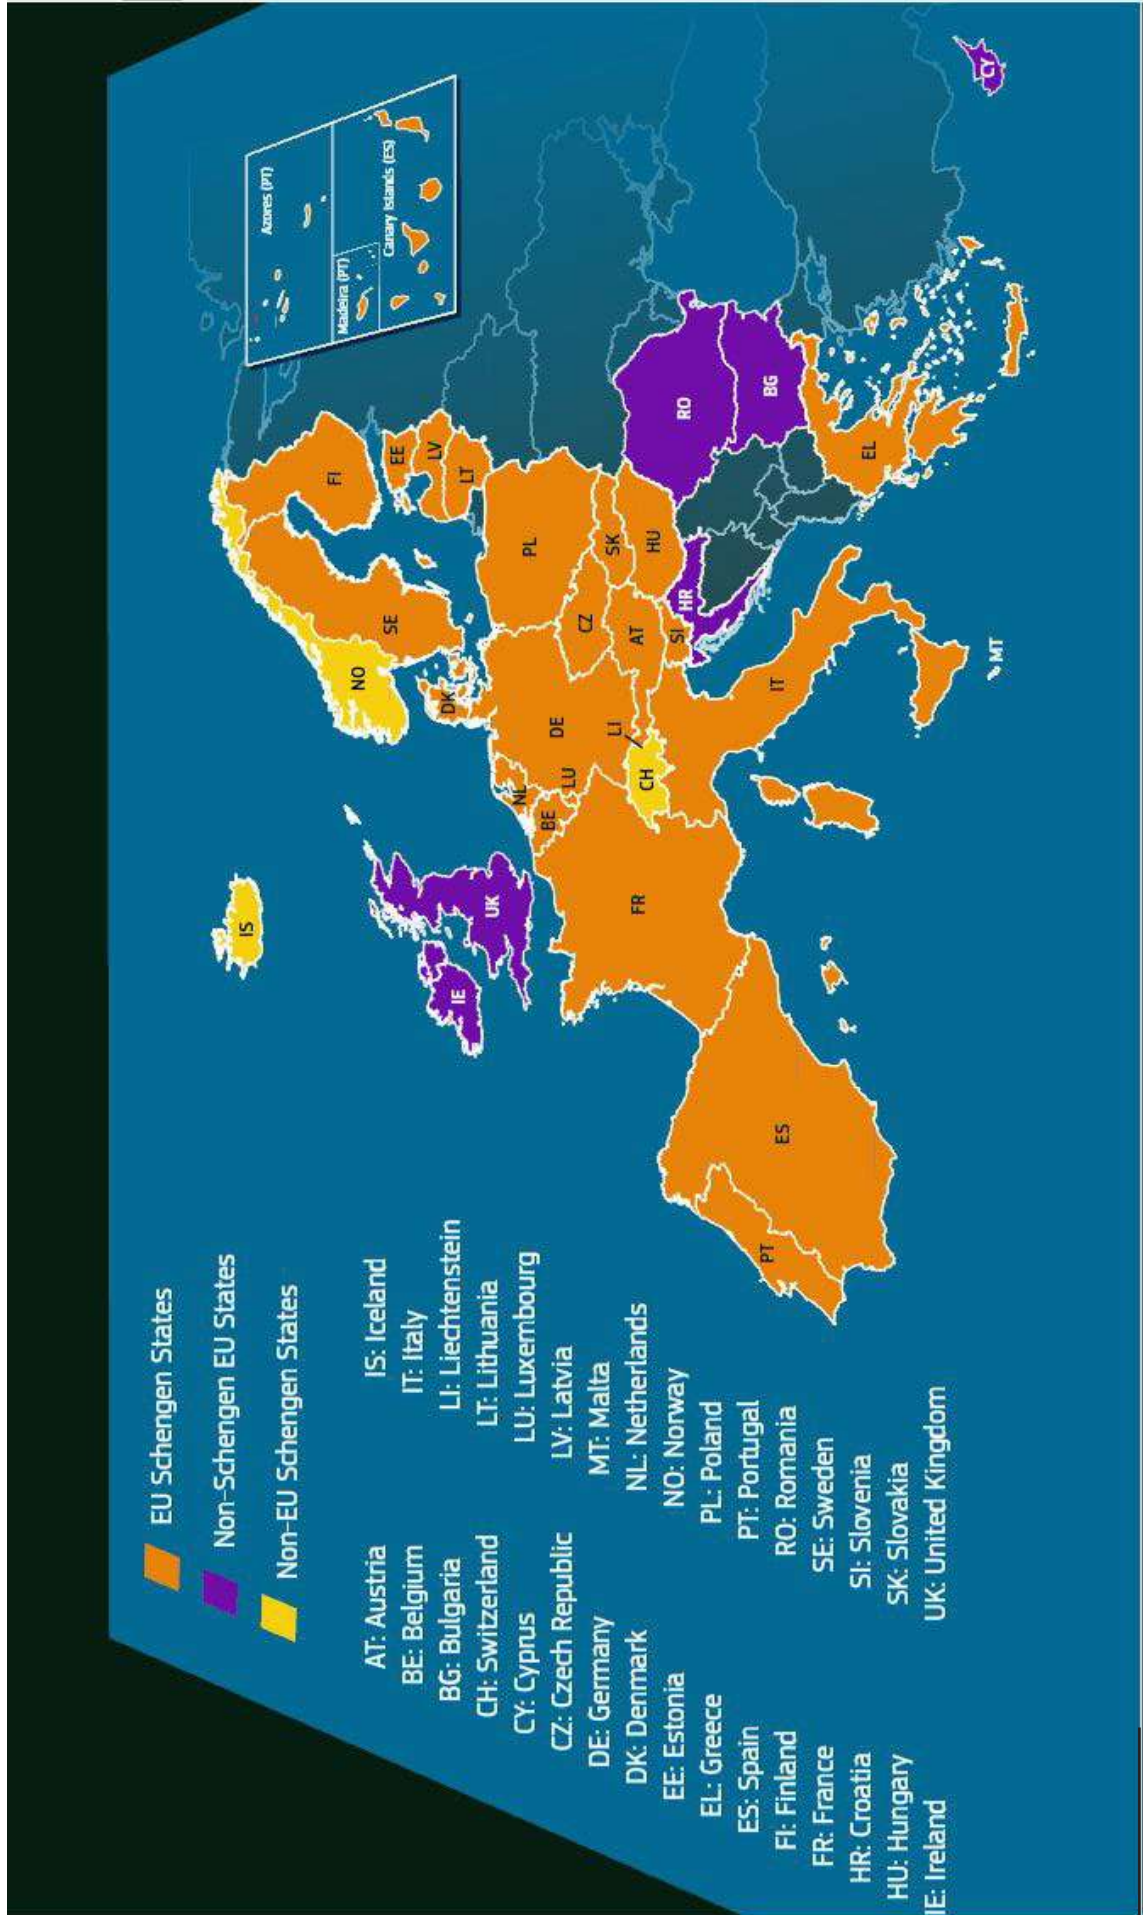 EU Schengen States
Non-Schengen EU States
Non-EU Schengen States
AT: Austria
BE: Belgium
BG: Bulgaria
CH: Switzerland
CY: Cyprus
CZ: Czech Republic
DE: Germany
DK: Denmark
EE: Estonia
EL: Greece
ES: Spain
FI: Finland
FR: France
HR: Croatia
HU: Hungary
IE: Ireland
IS: Iceland
IT: Italy
LI: Liechtenstein
LT: Lithuania
LU: Luxembourg
LV: Latvia
MT: Malta
NL: Netherlands
NO: Norway
PL: Poland
PT: Portugal
RO: Romania
SE: Sweden
SI: Slovenia
SK: Slovakia
UK: United Kingdom
Azores (PT)
Madeira (PT)
Canary Islands (ES)
IS
NO
SE
FI
EE
LV
LT
DK
IE
UK
NL
BE
LU
DE
PL
CZ
SK
LI
CH
AT
HU
SI
HR
RO
BG
FR
IT
PT
ES
EL
MT
CY